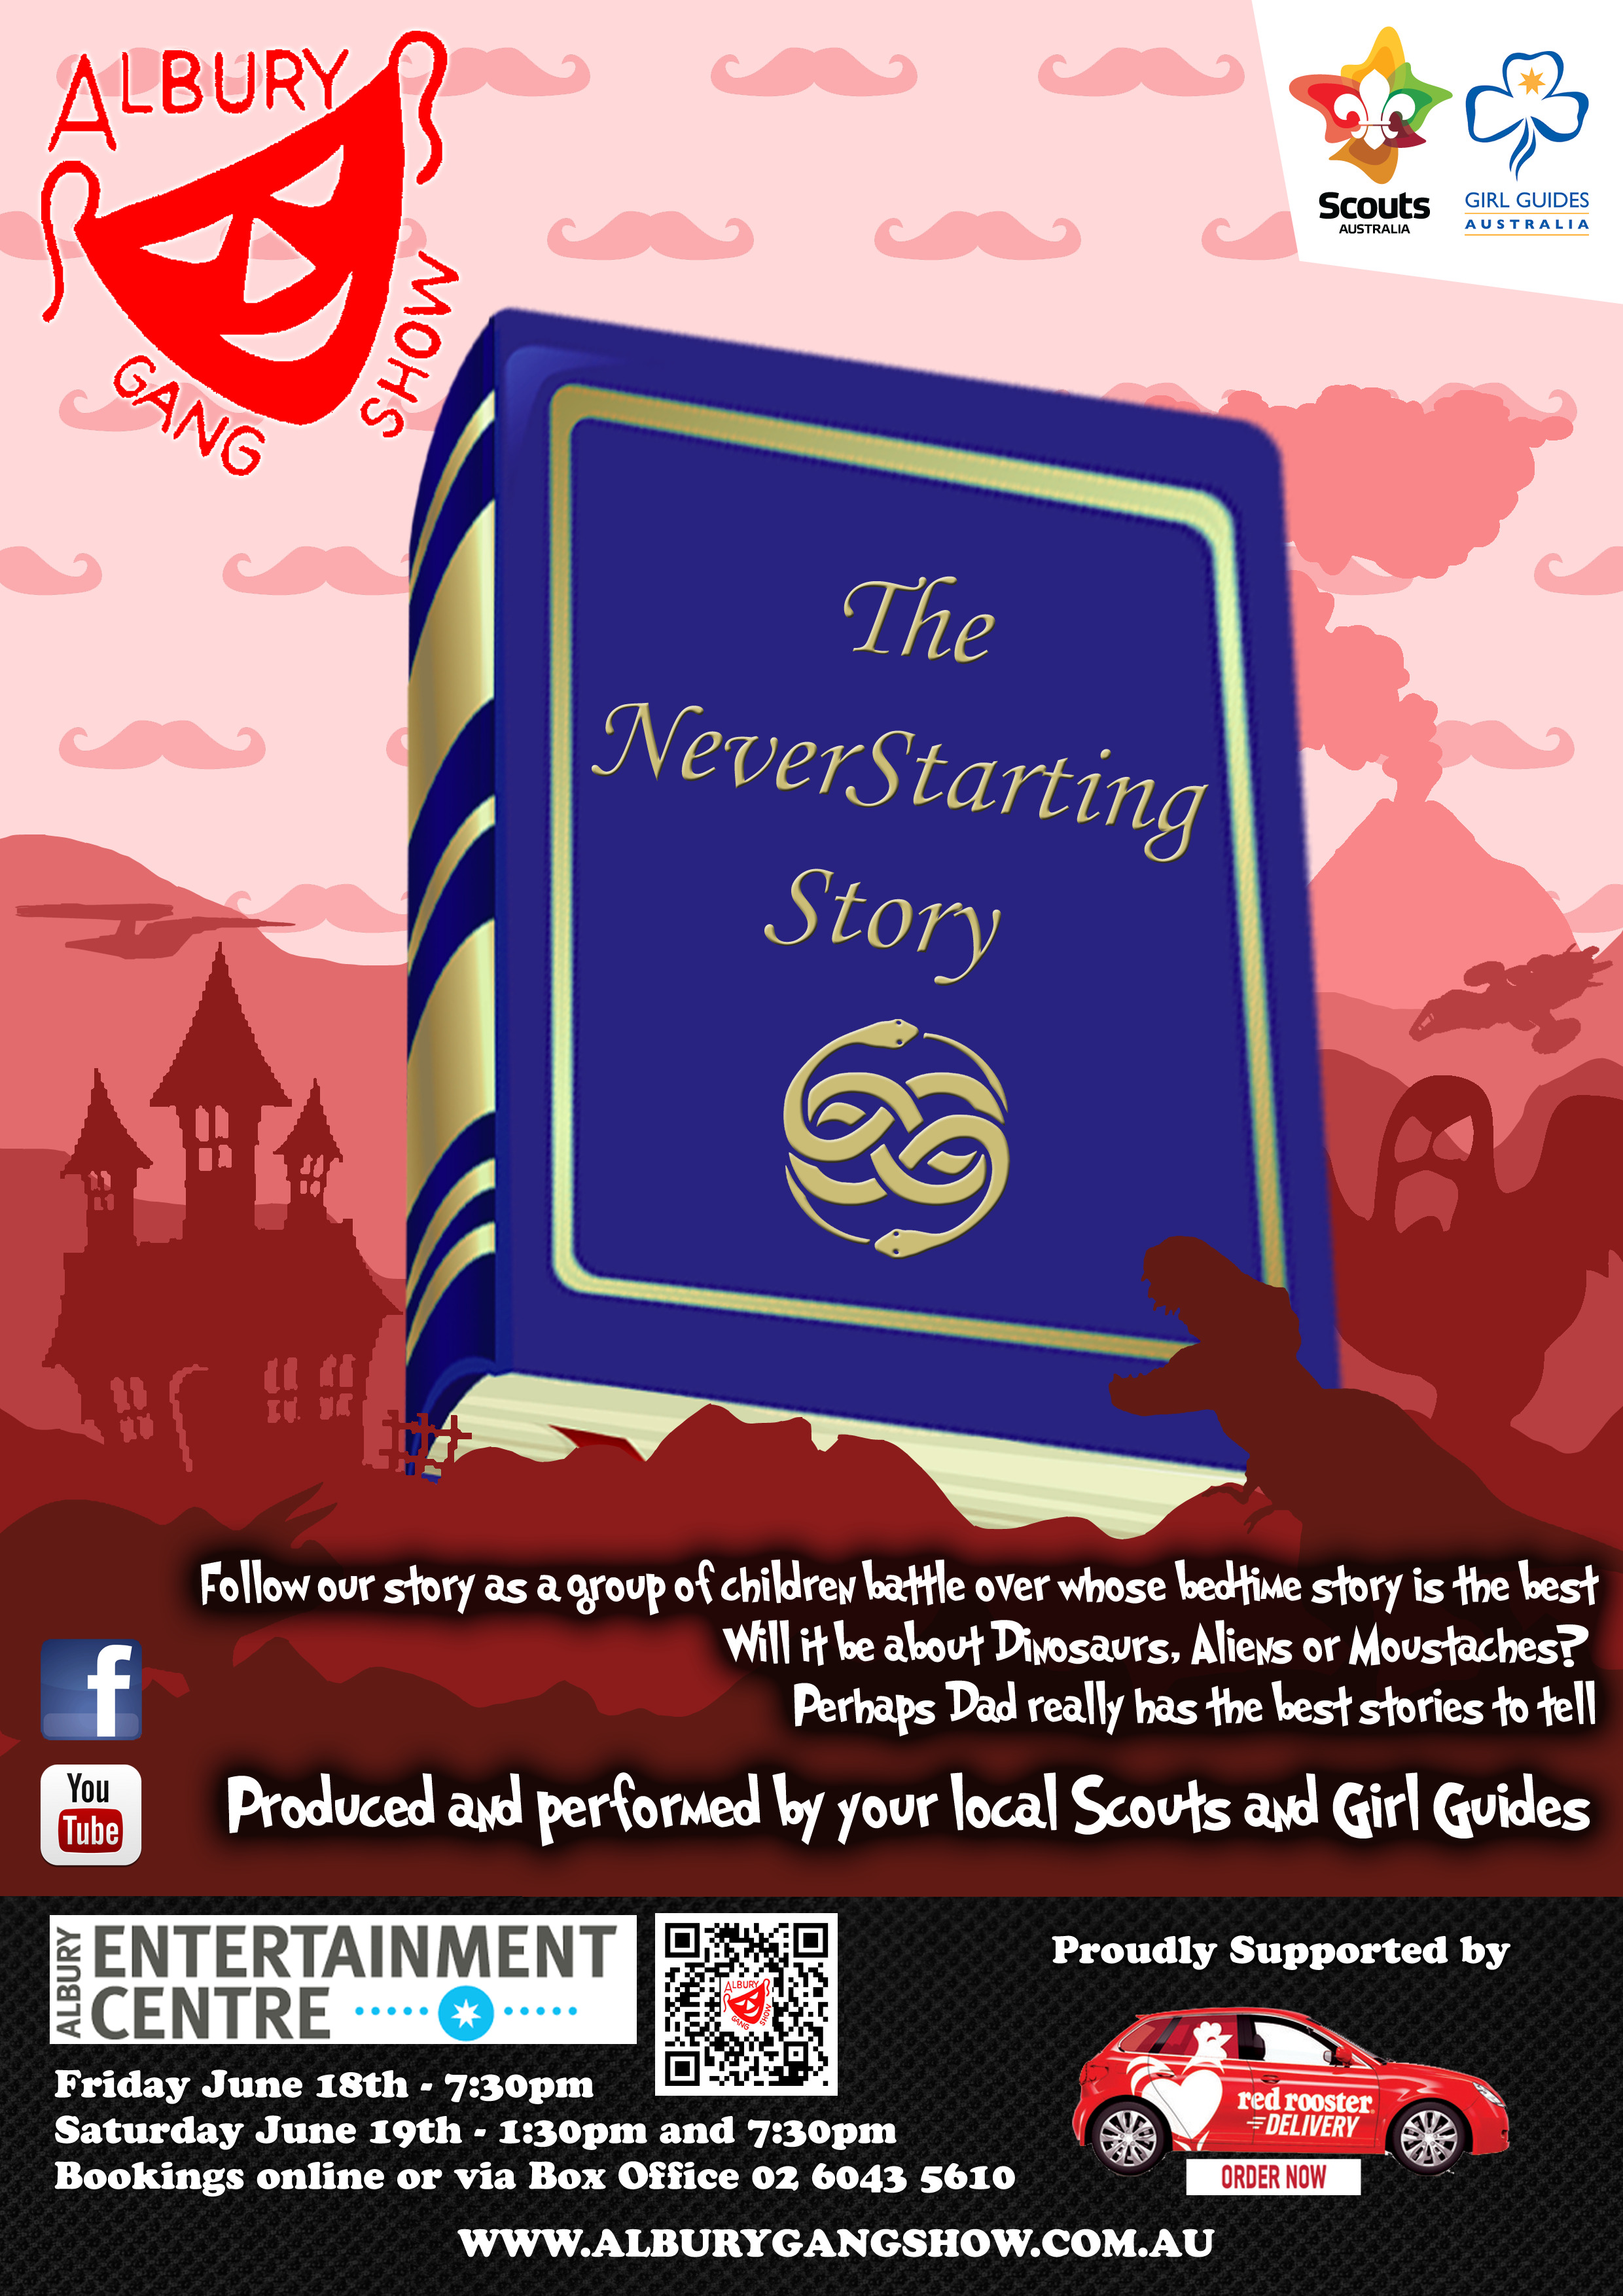 ALBURY
GANG
SHOW
Scouts
AUSTRALIA
GIRL GUIDES
AUSTRALIA
The
NeverStarting
Story
Follow our story as a group of children battle over whose bedtime story is the best
Will it be about Dinosaurs, Aliens or Moustaches?
Perhaps Dad really has the best stories to tell
f
You
Tube
Produced and performed by your local Scouts and Girl Guides
ALBURY
ENTERTAINMENT
CENTRE
ALBURY
GANG
SHOW
Proudly Supported by
red rooster
DELIVERY
ORDER NOW
Friday June 18th - 7:30pm
Saturday June 19th - 1:30pm and 7:30pm
Bookings online or via Box Office 02 6043 5610
WWW.ALBURYGANGSHOW.COM.AU